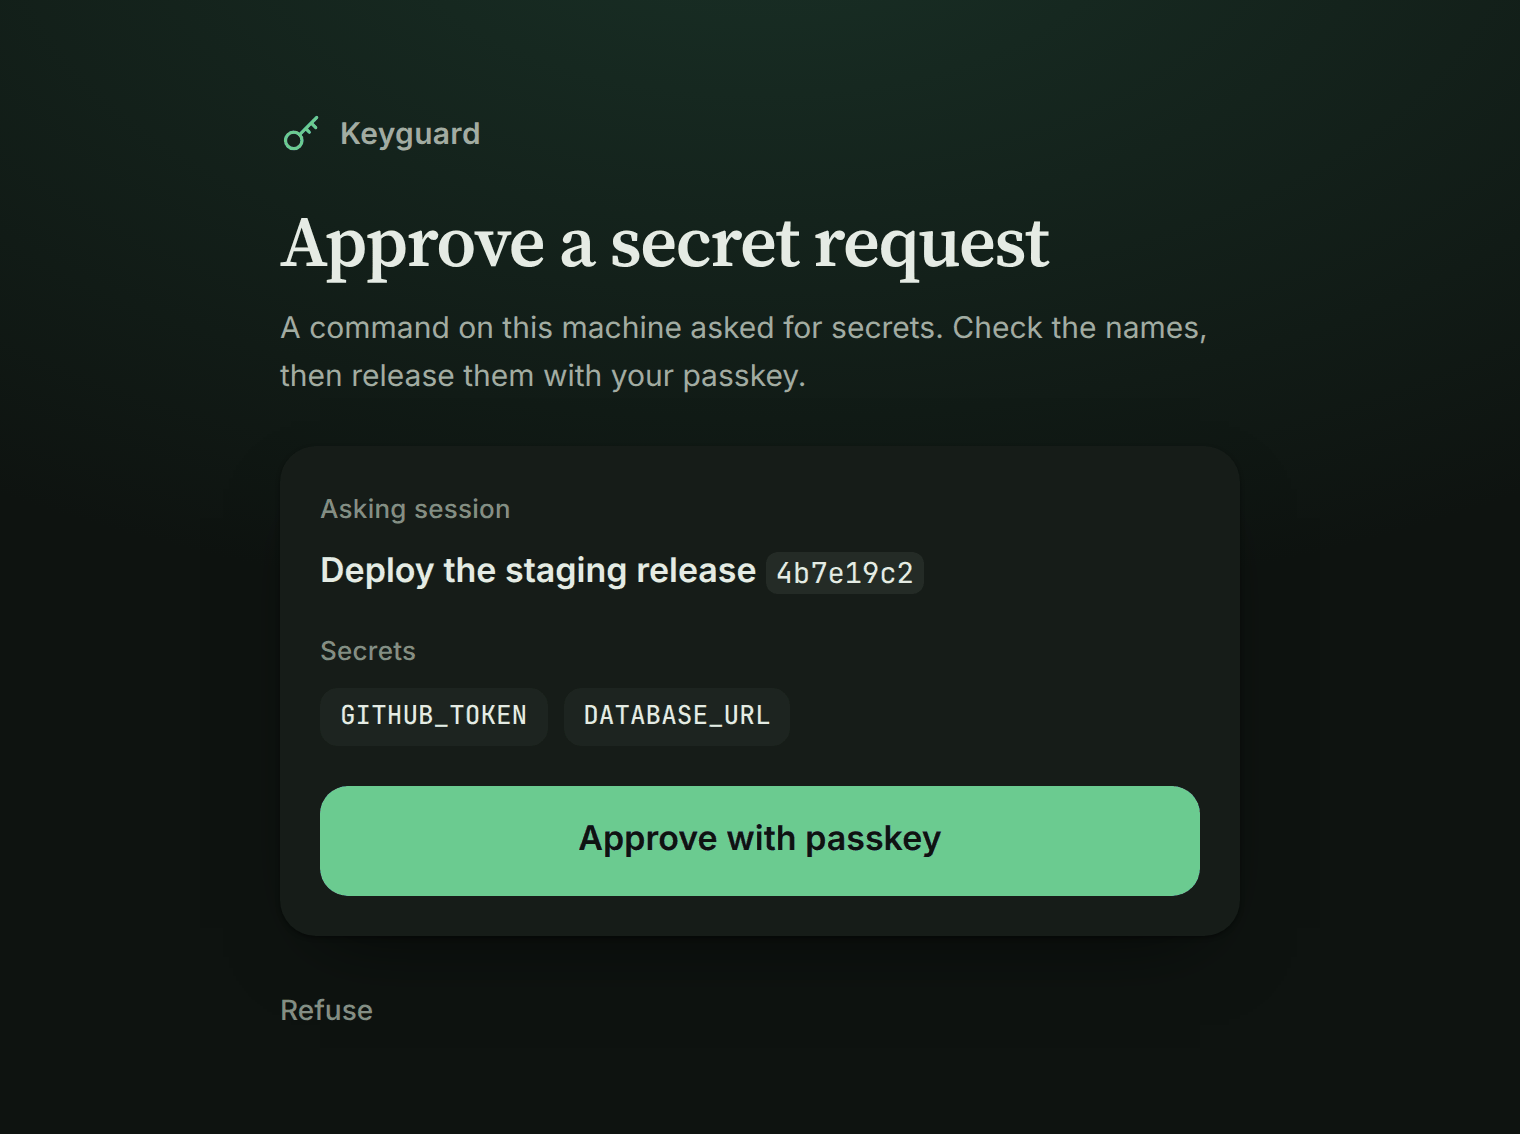 Keyguard
Approve a secret request
A command on this machine asked for secrets. Check the names,
then release them with your passkey.
Asking session
Deploy the staging release 4b7e19c2
Secrets
GITHUB_TOKEN DATABASE_URL
Approve with passkey
Refuse